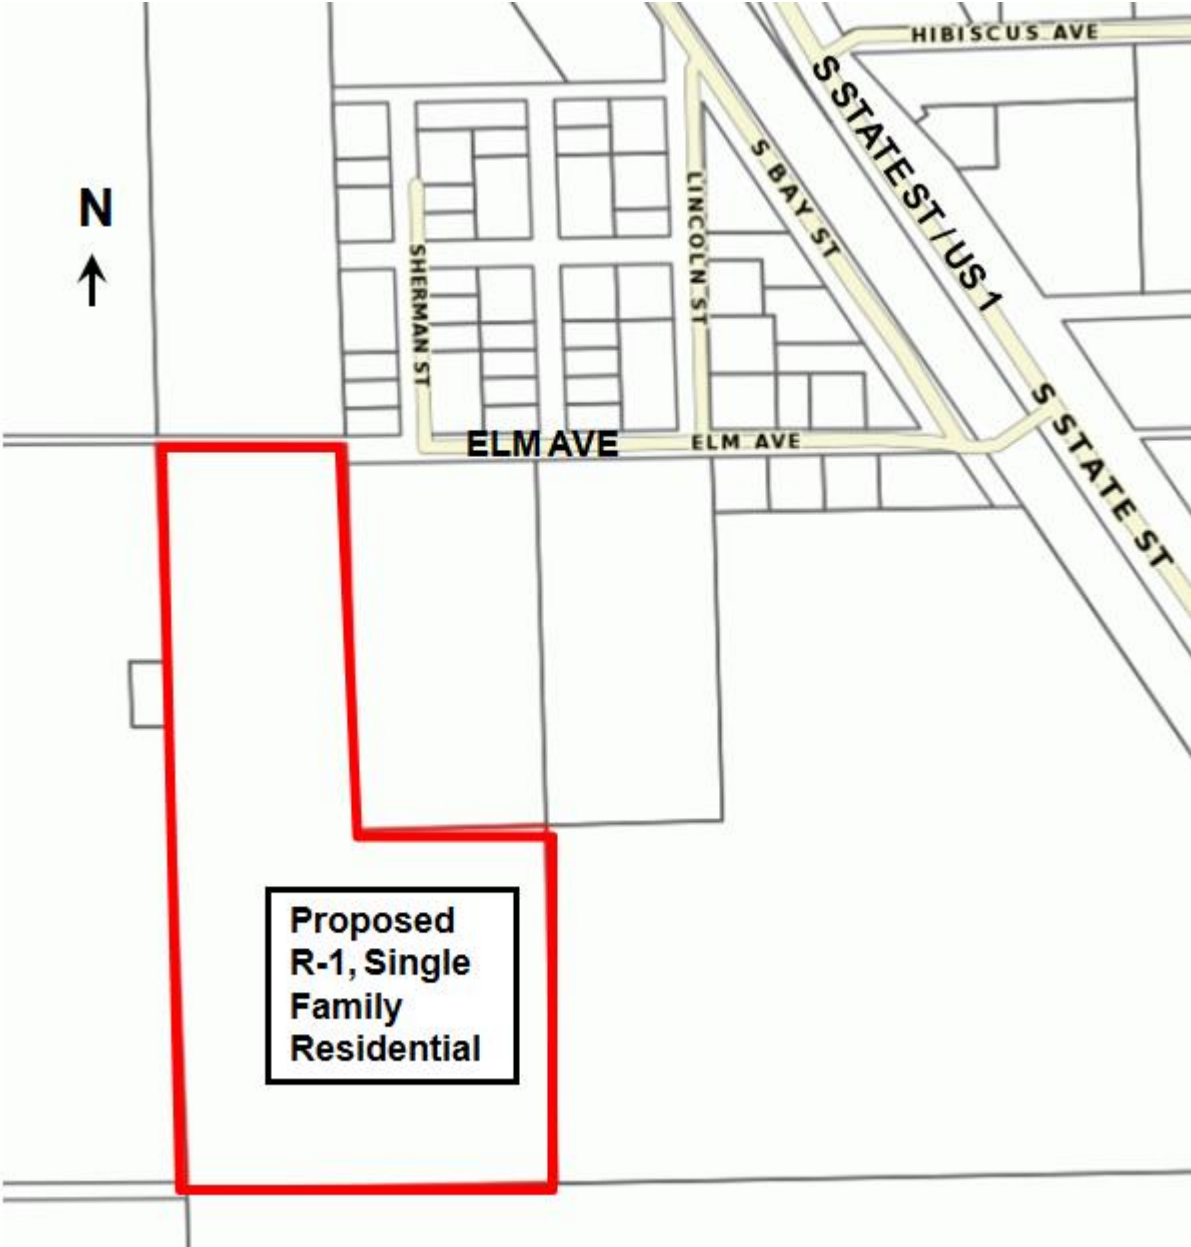 HIBISCUS AVE
S STATE ST / US 1
S BAY ST
N
LINCOLN ST
SHERMAN ST
ELM AVE
ELM AVE
S STATE ST
Proposed
R-1, Single
Family
Residential